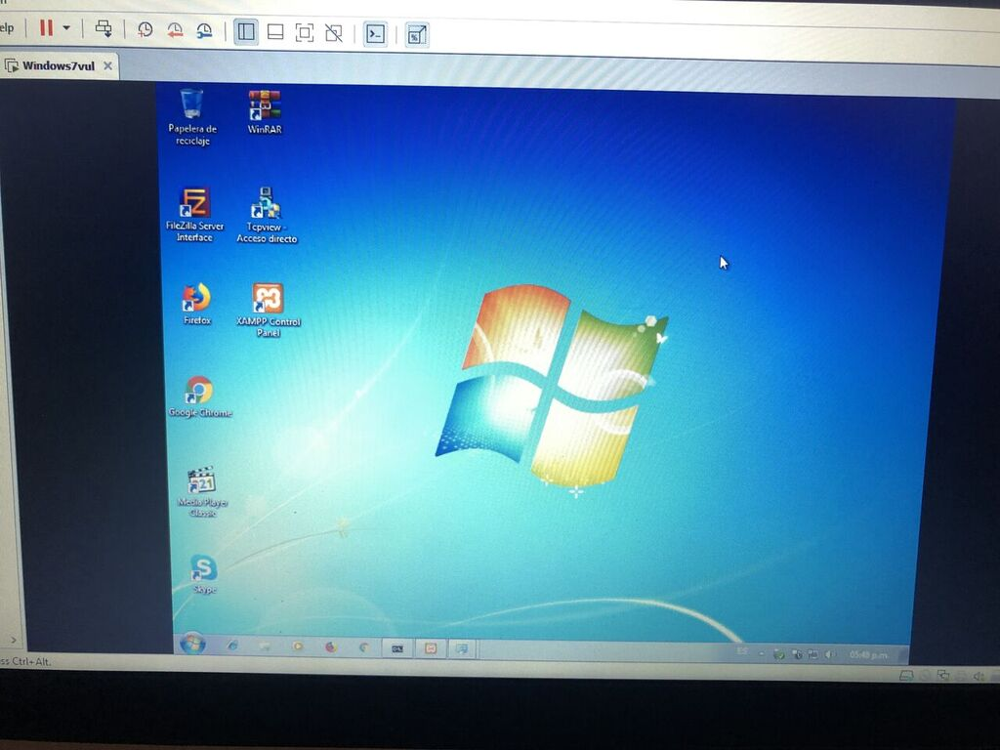 elp
Windows7vul
Papelera de
reciclaje
WinRAR
FileZilla Server
Interface
Tcpview -
Acceso directo
Firefox
XAMPP Control
Panel
Google Chrome
321
Media Player
Classic
Skype
ES
05:48 p.m.
ss Ctrl+Alt.